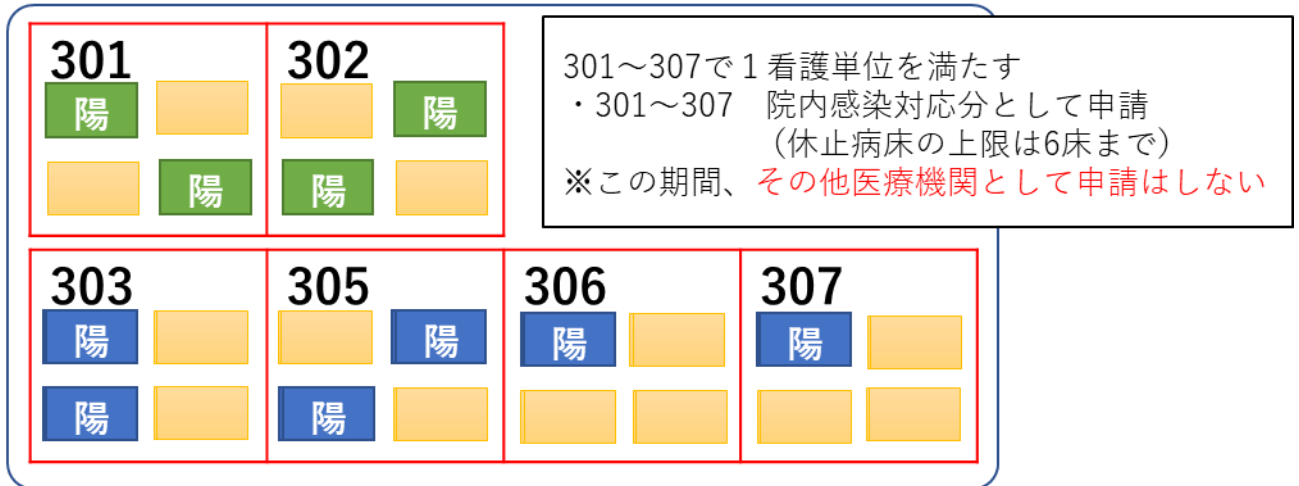 301
陽
陽
302
陽
陽
301～307で１看護単位を満たす
・301～307　院内感染対応分として申請
（休止病床の上限は6床まで）
※この期間、その他医療機関として申請はしない
303
陽
陽
305
陽
陽
306
陽
307
陽